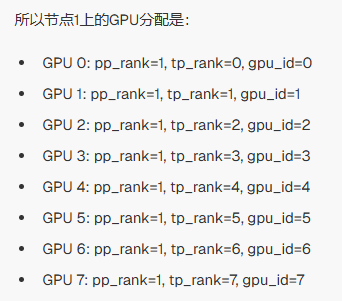 所以节点1上的GPU分配是：
• GPU 0: pp_rank=1, tp_rank=0, gpu_id=0
• GPU 1: pp_rank=1, tp_rank=1, gpu_id=1
• GPU 2: pp_rank=1, tp_rank=2, gpu_id=2
• GPU 3: pp_rank=1, tp_rank=3, gpu_id=3
• GPU 4: pp_rank=1, tp_rank=4, gpu_id=4
• GPU 5: pp_rank=1, tp_rank=5, gpu_id=5
• GPU 6: pp_rank=1, tp_rank=6, gpu_id=6
• GPU 7: pp_rank=1, tp_rank=7, gpu_id=7